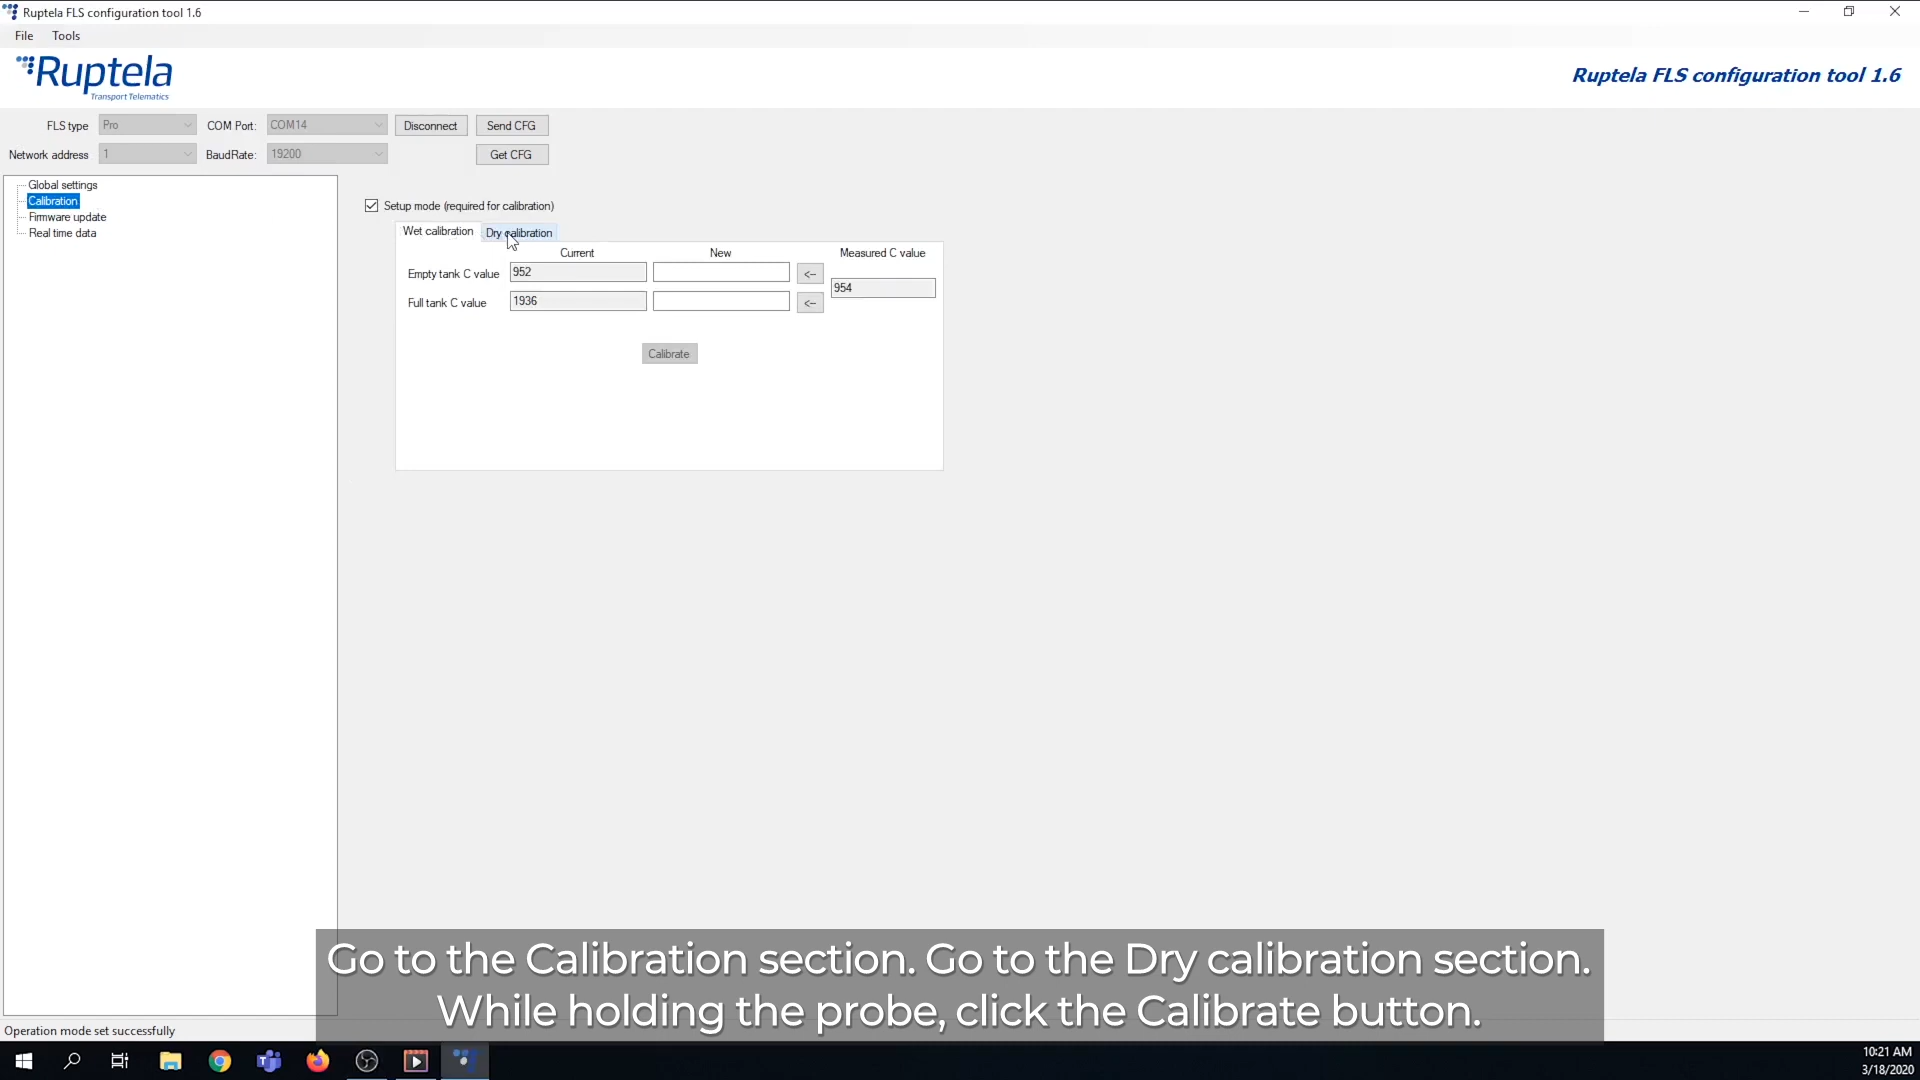 Ruptela FLS configuration tool 1.6
File Tools
Ruptela
Transport Telematics
Ruptela FLS configuration tool 1.6
FLS type Pro COM Port: COM14 Disconnect Send CFG
Network address 1 BaudRate: 19200 Get CFG
Global settings
Calibration
Firmware update
Real time data
Setup mode (required for calibration)
Wet calibration Dry calibration
Current New Measured C value
Empty tank C value 952 <--
954
Full tank C value 1936 <--
Calibrate
Go to the Calibration section. Go to the Dry calibration section.
While holding the probe, click the Calibrate button.
Operation mode set successfully
10:21 AM
3/18/2020